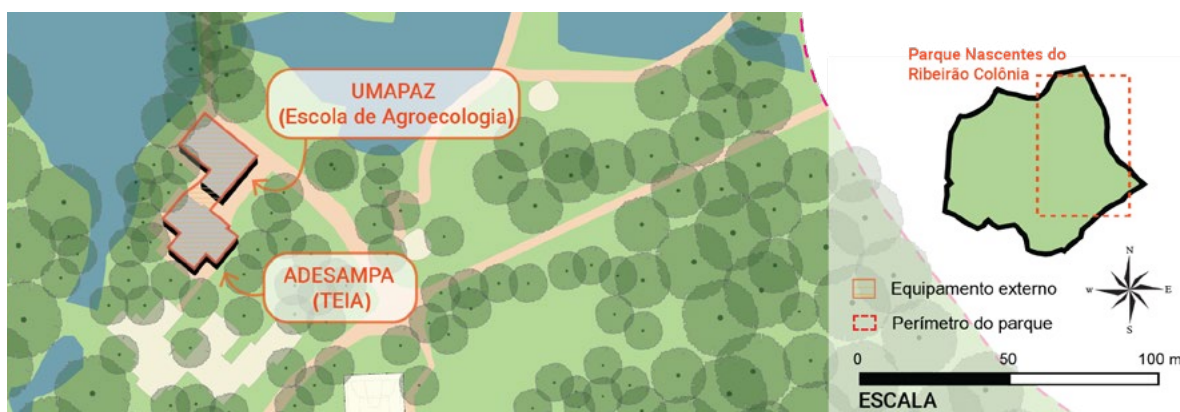 UMAPAZ
(Escola de Agroecologia)
ADESAMPA
(TEIA)
Parque Nascentes do
Ribeirão Colônia
N
W E
S
Equipamento externo
Perímetro do parque
0 50 100 m
ESCALA